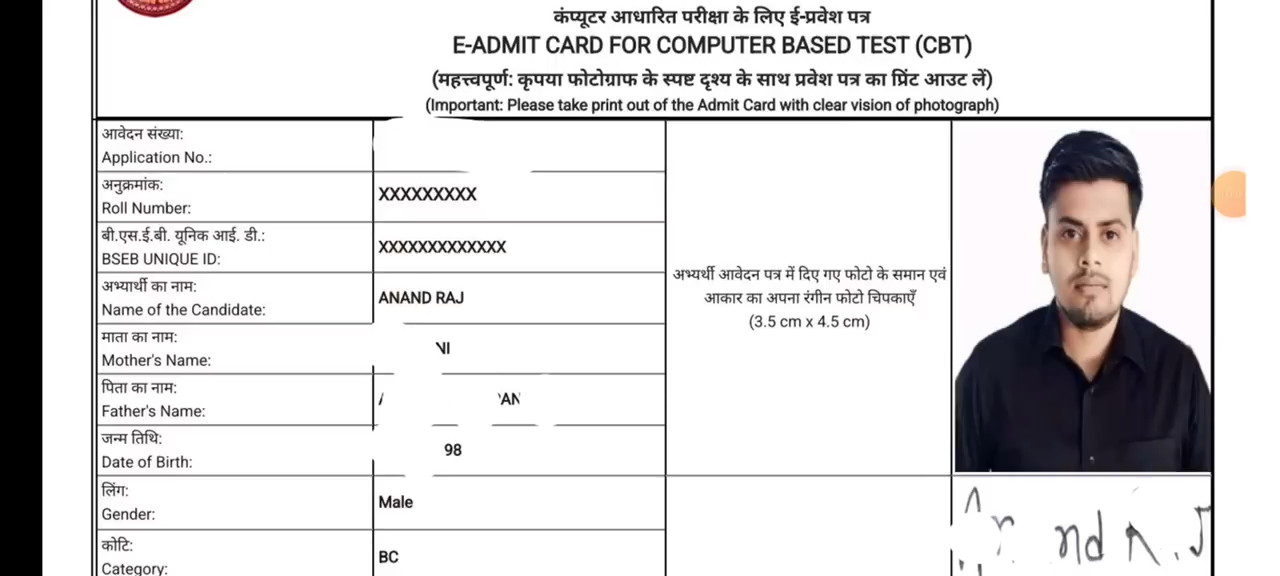 कंप्यूटर आधारित परीक्षा के लिए ई-प्रवेश पत्र
E-ADMIT CARD FOR COMPUTER BASED TEST (CBT)
(महत्त्वपूर्ण: कृपया फोटोग्राफ के स्पष्ट दृश्य के साथ प्रवेश पत्र का प्रिंट आउट लें)
(Important: Please take print out of the Admit Card with clear vision of photograph)
आवेदन संख्या:
Application No.:
अनुक्रमांक:
Roll Number:
XXXXXXXXX
बी.एस.ई.बी. यूनिक आई. डी.:
BSEB UNIQUE ID:
XXXXXXXXXXXXX
अभ्यार्थी का नाम:
Name of the Candidate:
ANAND RAJ
माता का नाम:
Mother's Name:
NI
पिता का नाम:
Father's Name:
AN
जन्म तिथि:
Date of Birth:
98
लिंग:
Gender:
Male
कोटि:
Category:
BC
अभ्यर्थी आवेदन पत्र में दिए गए फोटो के समान एवं
आकार का अपना रंगीन फोटो चिपकाएँ
(3.5 cm x 4.5 cm)